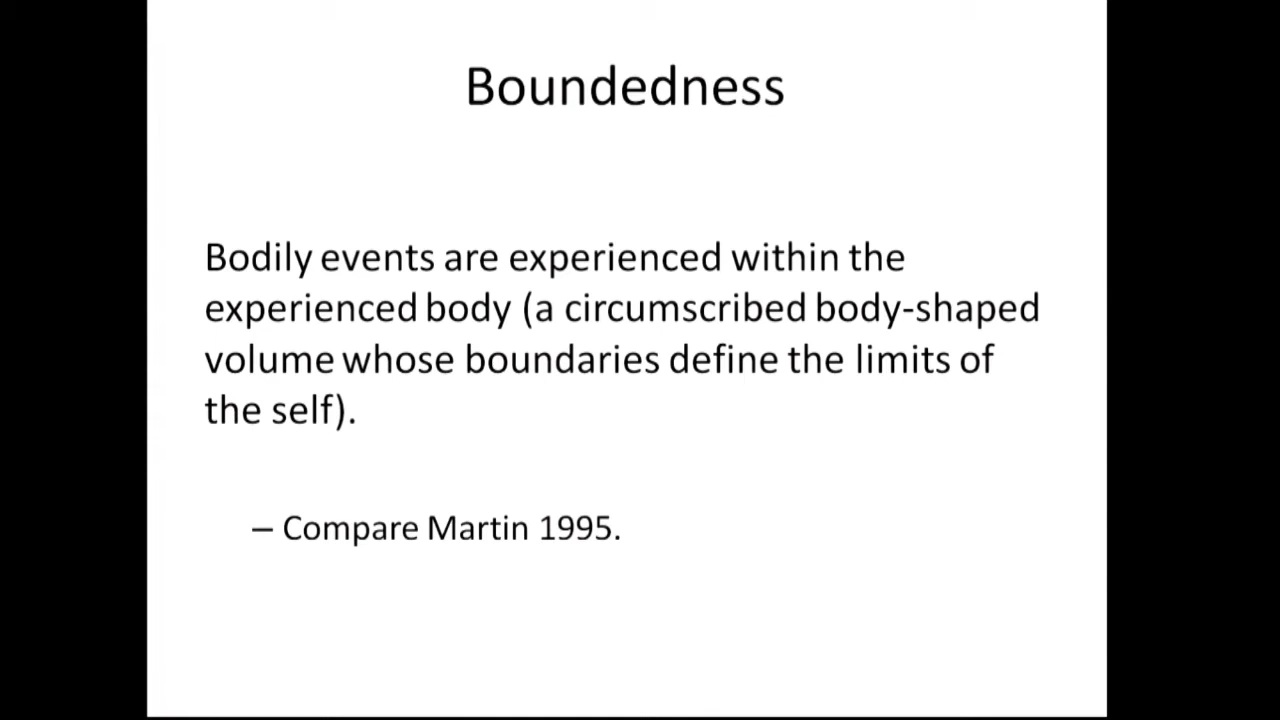 Boundedness
Bodily events are experienced within the
experienced body (a circumscribed body-shaped
volume whose boundaries define the limits of
the self).
– Compare Martin 1995.